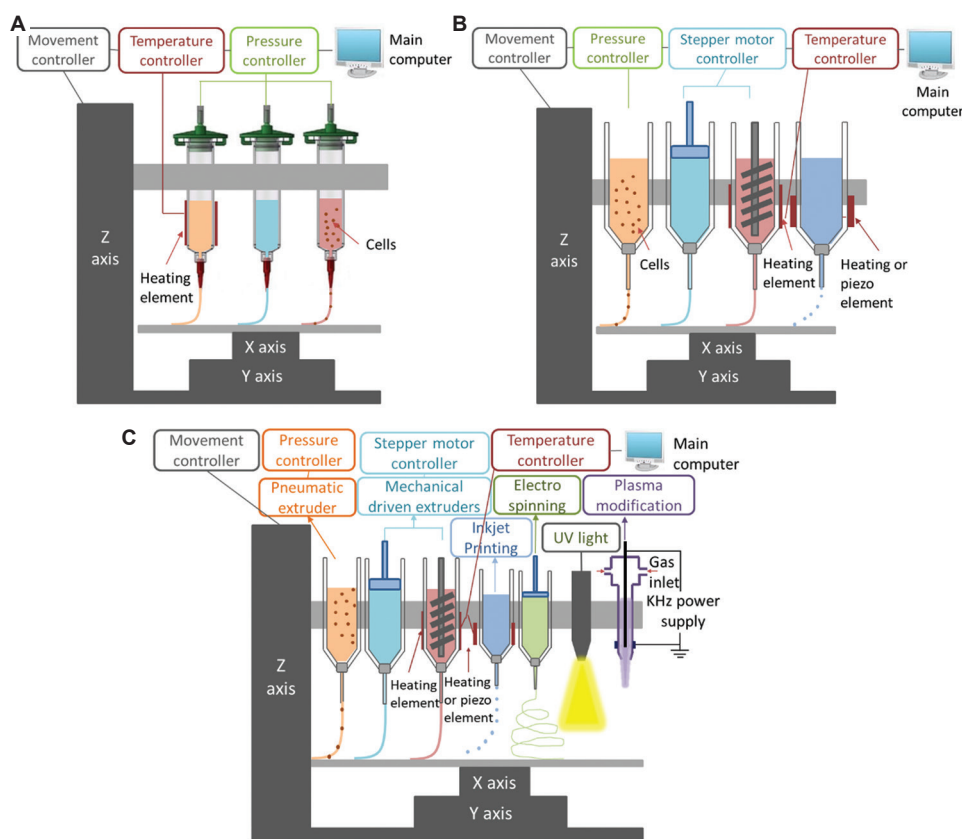 A
Movement
controller
Temperature
controller
Pressure
controller
Main
computer
Z
axis
Heating
element
Cells
X axis
Y axis
B
Movement
controller
Pressure
controller
Stepper motor
controller
Temperature
controller
Main
computer
Z
axis
Cells
Heating
element
Heating or
piezo
element
X axis
Y axis
C
Movement
controller
Pressure
controller
Stepper motor
controller
Temperature
controller
Main
computer
Pneumatic
extruder
Mechanical
driven extruders
Electro
spinning
Plasma
modification
Inkjet
Printing
UV light
Gas
inlet
KHz power
supply
Z
axis
Heating
element
Heating
or piezo
element
X axis
Y axis